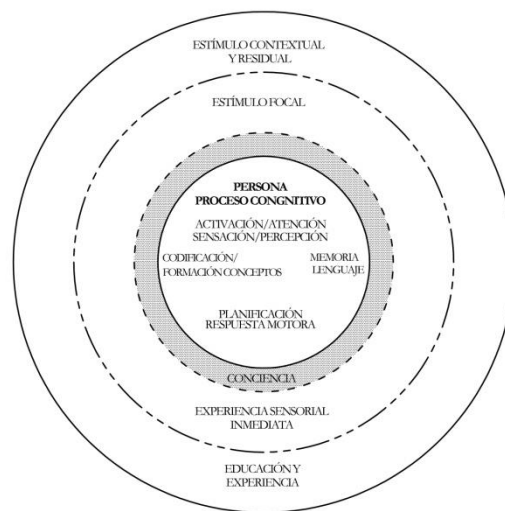 ESTÍMULO CONTEXTUAL
Y RESIDUAL
ESTÍMULO FOCAL
PERSONA
PROCESO CONGNITIVO
ACTIVACIÓN/ATENCIÓN
SENSACIÓN/PERCEPCIÓN
CODIFICACIÓN/
FORMACIÓN CONCEPTOS
MEMORIA
LENGUAJE
PLANIFICACIÓN
RESPUESTA MOTORA
CONCIENCIA
EXPERIENCIA SENSORIAL
INMEDIATA
EDUCACIÓN Y
EXPERIENCIA